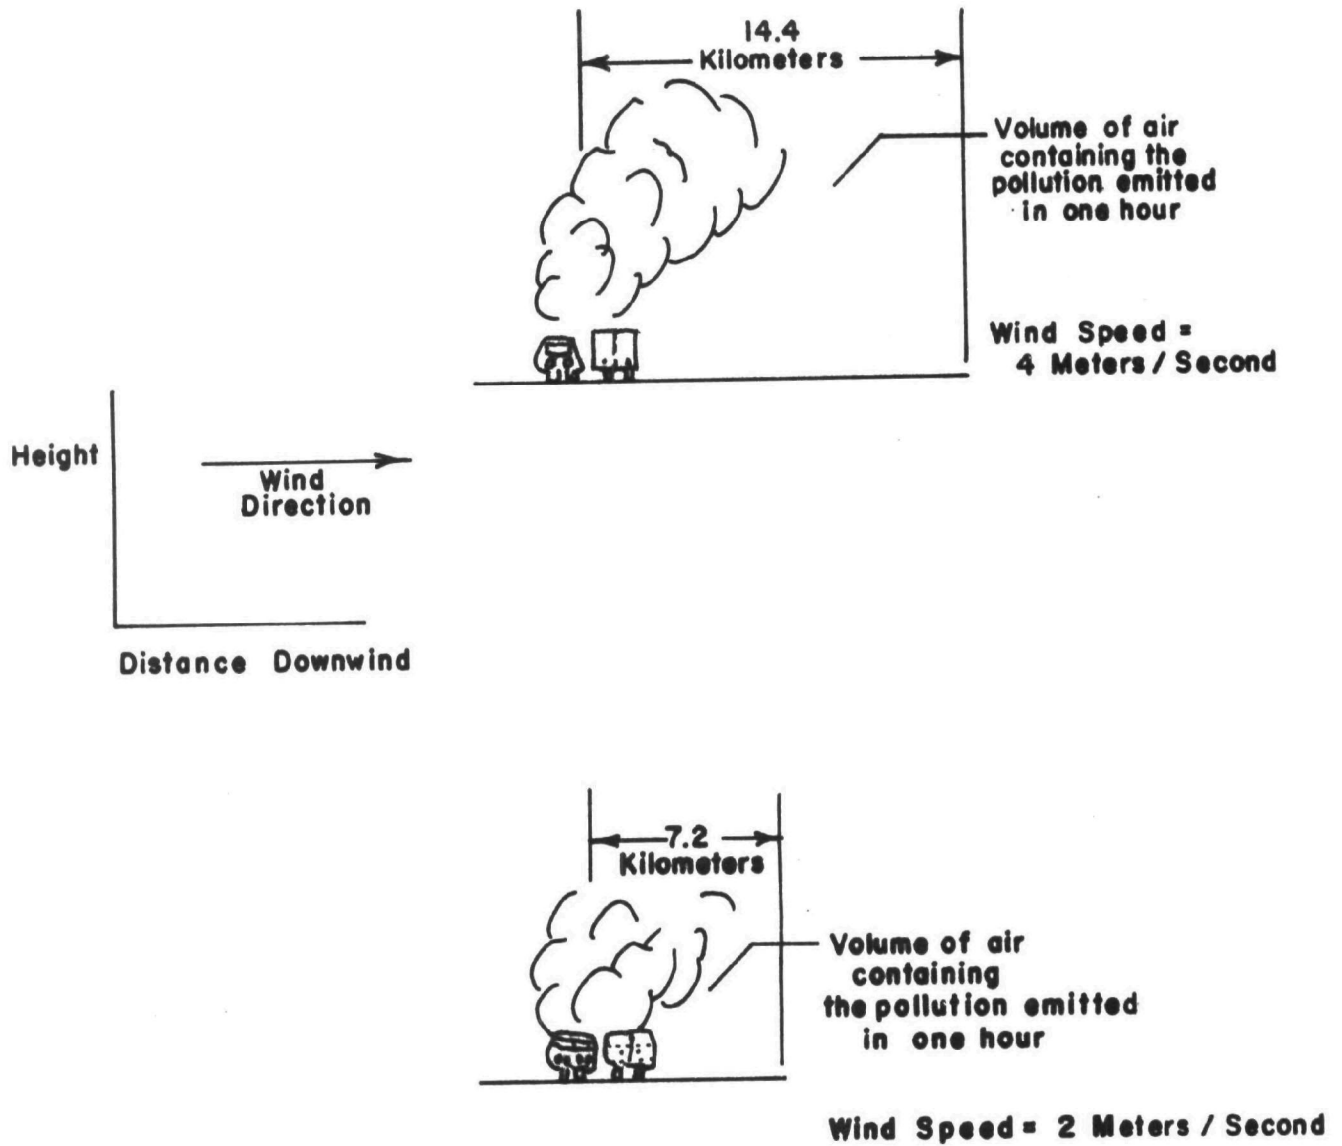 14.4
Kilometers
Volume of air
containing the
pollution emitted
in one hour
Wind Speed =
4 Meters / Second
Height
Wind
Direction
Distance Downwind
7.2
Kilometers
Volume of air
containing
the pollution emitted
in one hour
Wind Speed = 2 Meters / Second